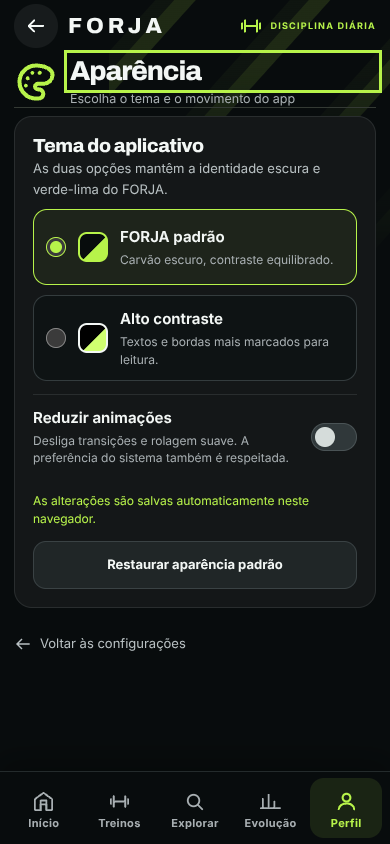 FORJA
DISCIPLINA DIÁRIA
Aparência
Escolha o tema e o movimento do app
Tema do aplicativo
As duas opções mantêm a identidade escura e
verde-lima do FORJA.
FORJA padrão
Carvão escuro, contraste equilibrado.
Alto contraste
Textos e bordas mais marcados para
leitura.
Reduzir animações
Desliga transições e rolagem suave. A
preferência do sistema também é respeitada.
As alterações são salvas automaticamente neste
navegador.
Restaurar aparência padrão
Voltar às configurações
Início
Treinos
Explorar
Evolução
Perfil